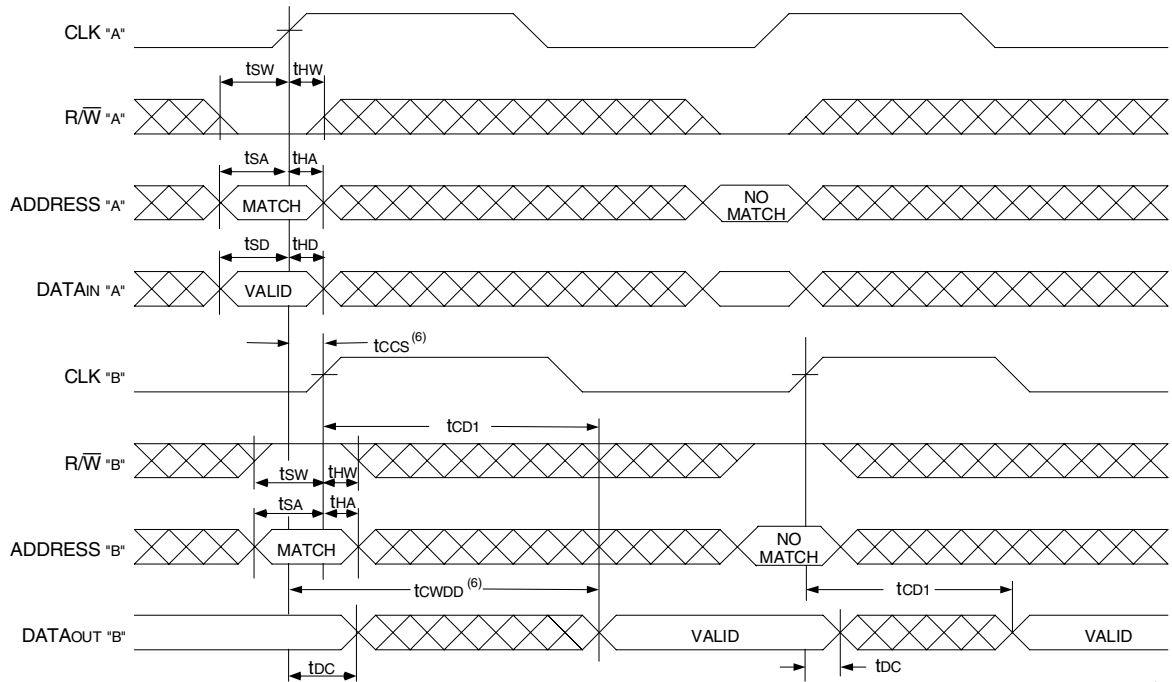 CLK "A"
tSW tHW
R/W̅ "A"
tSA tHA
ADDRESS "A" MATCH NO MATCH
tSD tHD
DATAIN "A" VALID
tCCS (6)
CLK "B"
tCD1
R/W̅ "B"
tSW tHW
tSA tHA
ADDRESS "B" MATCH NO MATCH
tCWDD (6) tCD1
DATAOUT "B" VALID VALID
tDC tDC